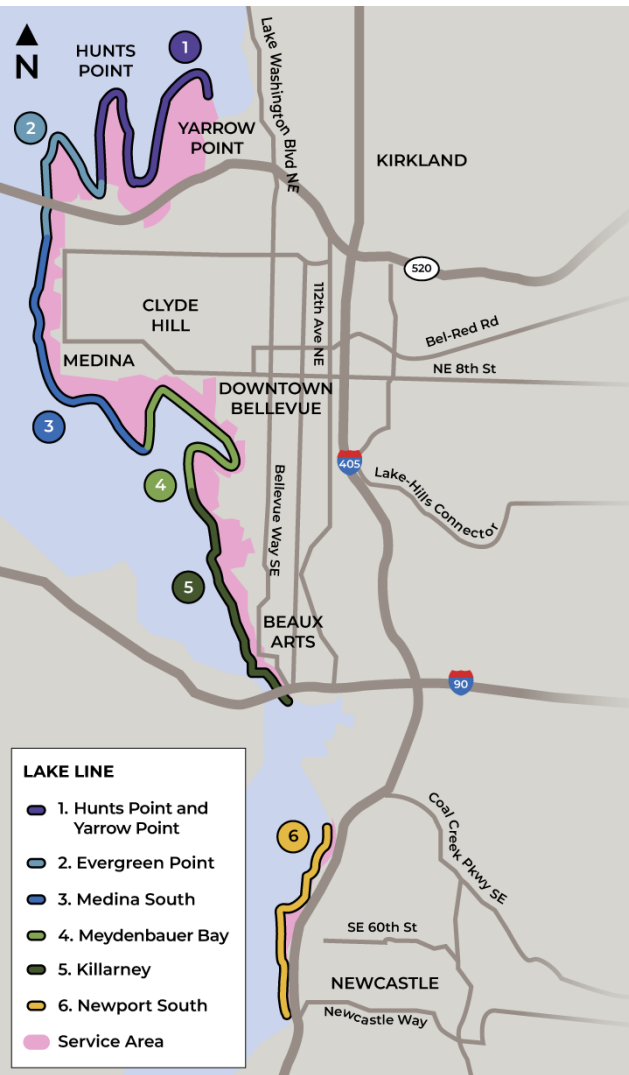 N
HUNTS
POINT
1
2
YARROW
POINT
Lake Washington Blvd NE
KIRKLAND
520
CLYDE
HILL
112th Ave NE
Bel-Red Rd
MEDINA
NE 8th St
DOWNTOWN
BELLEVUE
3
405
4
Bellevue Way SE
Lake-Hills Connector
5
BEAUX
ARTS
90
6
Coal Creek Pkwy SE
SE 60th St
NEWCASTLE
Newcastle Way
LAKE LINE
1. Hunts Point and
Yarrow Point
2. Evergreen Point
3. Medina South
4. Meydenbauer Bay
5. Killarney
6. Newport South
Service Area